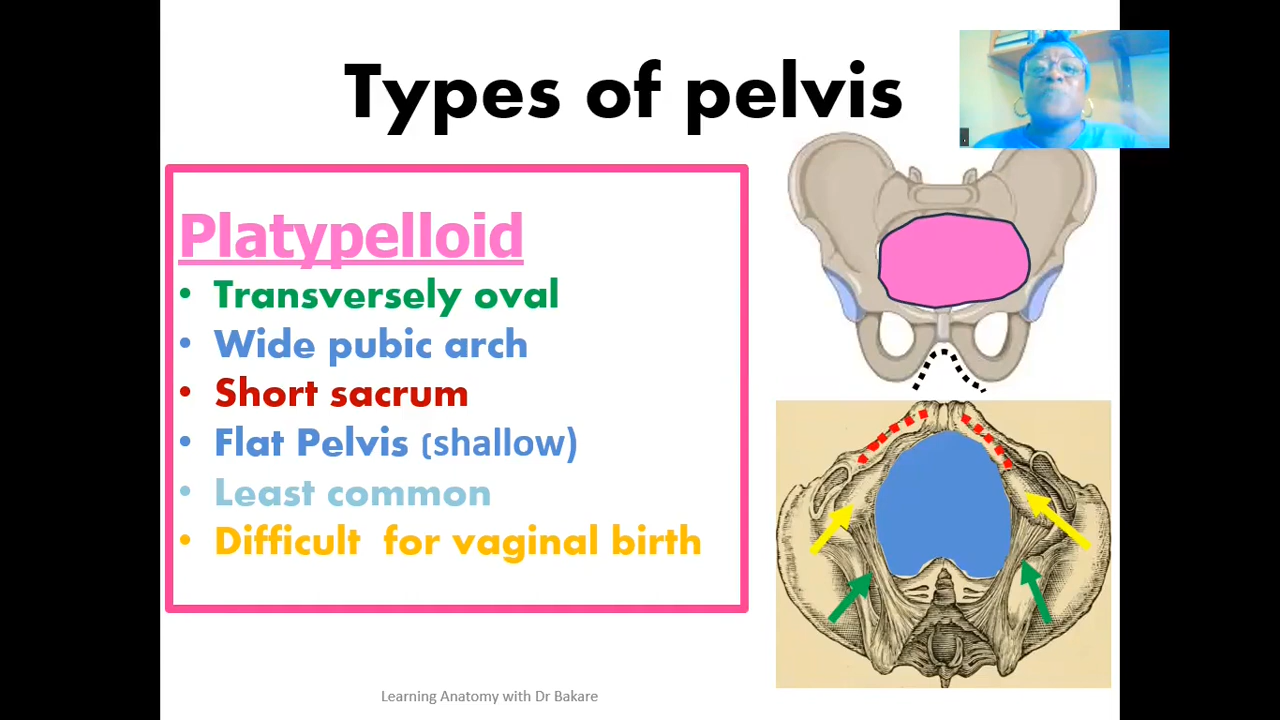 Types of pelvis
Platypelloid
• Transversely oval
• Wide pubic arch
• Short sacrum
• Flat Pelvis (shallow)
• Least common
• Difficult for vaginal birth
Learning Anatomy with Dr Bakare